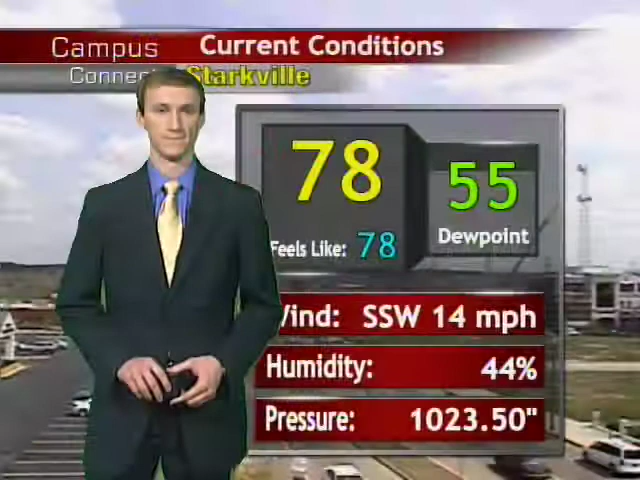 Campus
Current Conditions
Connect
Starkville
78
Feels Like: 78
55
Dewpoint
Wind: SSW 14 mph
Humidity: 44%
Pressure: 1023.50"